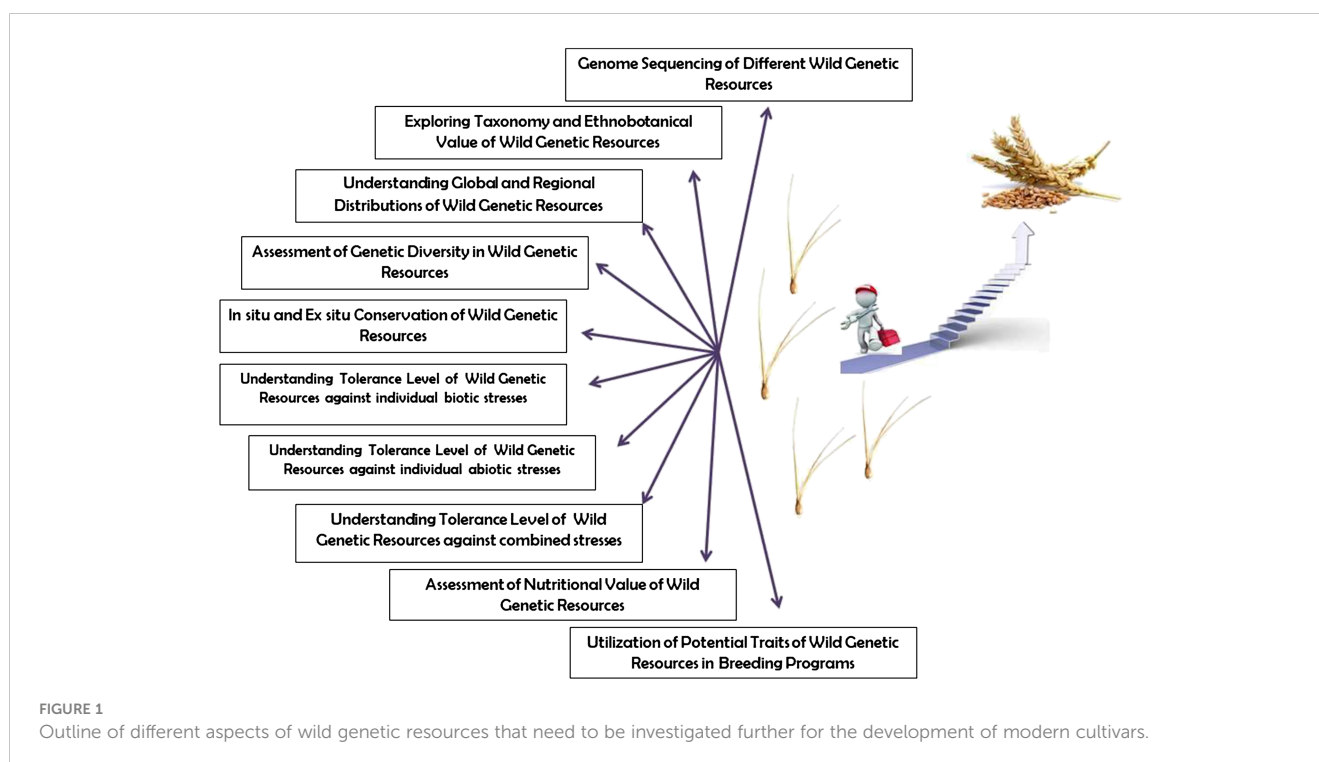 Genome Sequencing of Different Wild Genetic
Resources
Exploring Taxonomy and Ethnobotanical
Value of Wild Genetic Resources
Understanding Global and Regional
Distributions of Wild Genetic Resources
Assessment of Genetic Diversity in Wild Genetic
Resources
In situ and Ex situ Conservation of Wild Genetic
Resources
Understanding Tolerance Level of Wild Genetic
Resources against individual biotic stresses
Understanding Tolerance Level of Wild Genetic
Resources against individual abiotic stresses
Understanding Tolerance Level of Wild
Genetic Resources against combined stresses
Assessment of Nutritional Value of Wild
Genetic Resources
Utilization of Potential Traits of Wild Genetic
Resources in Breeding Programs
FIGURE 1
Outline of different aspects of wild genetic resources that need to be investigated further for the development of modern cultivars.